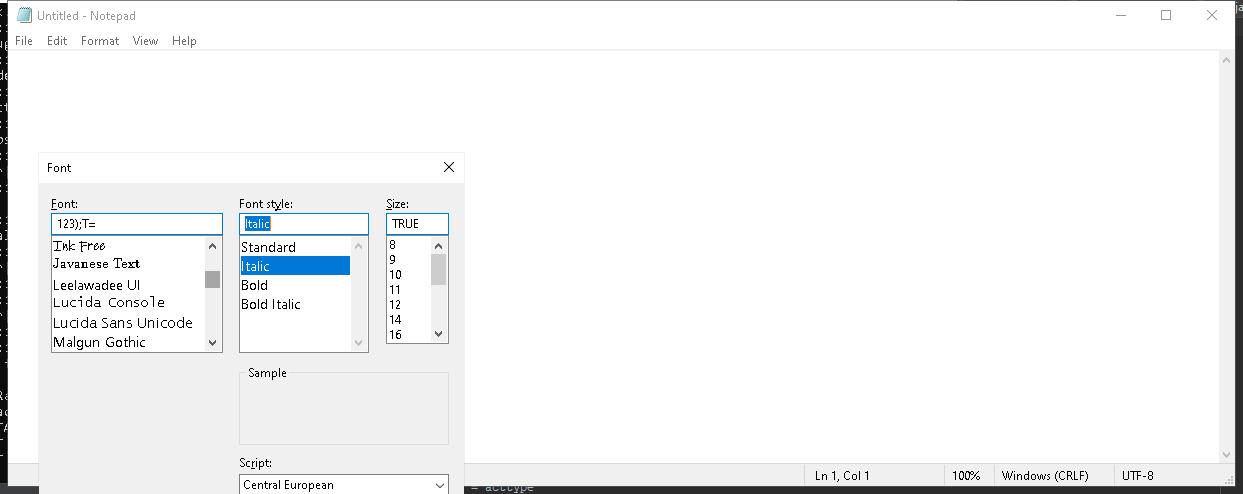 Untitled - Notepad
File Edit Format View Help
Font
Font: Font style: Size:
123);T= Italic TRUE
Ink Free
Javanese Text
Leelawadee UI
Lucida Console
Lucida Sans Unicode
Malgun Gothic
Standard
Italic
Bold
Bold Italic
8
9
10
11
12
14
16
Sample
Script:
Central European
Ln 1, Col 1 100% Windows (CRLF) UTF-8
= acctype